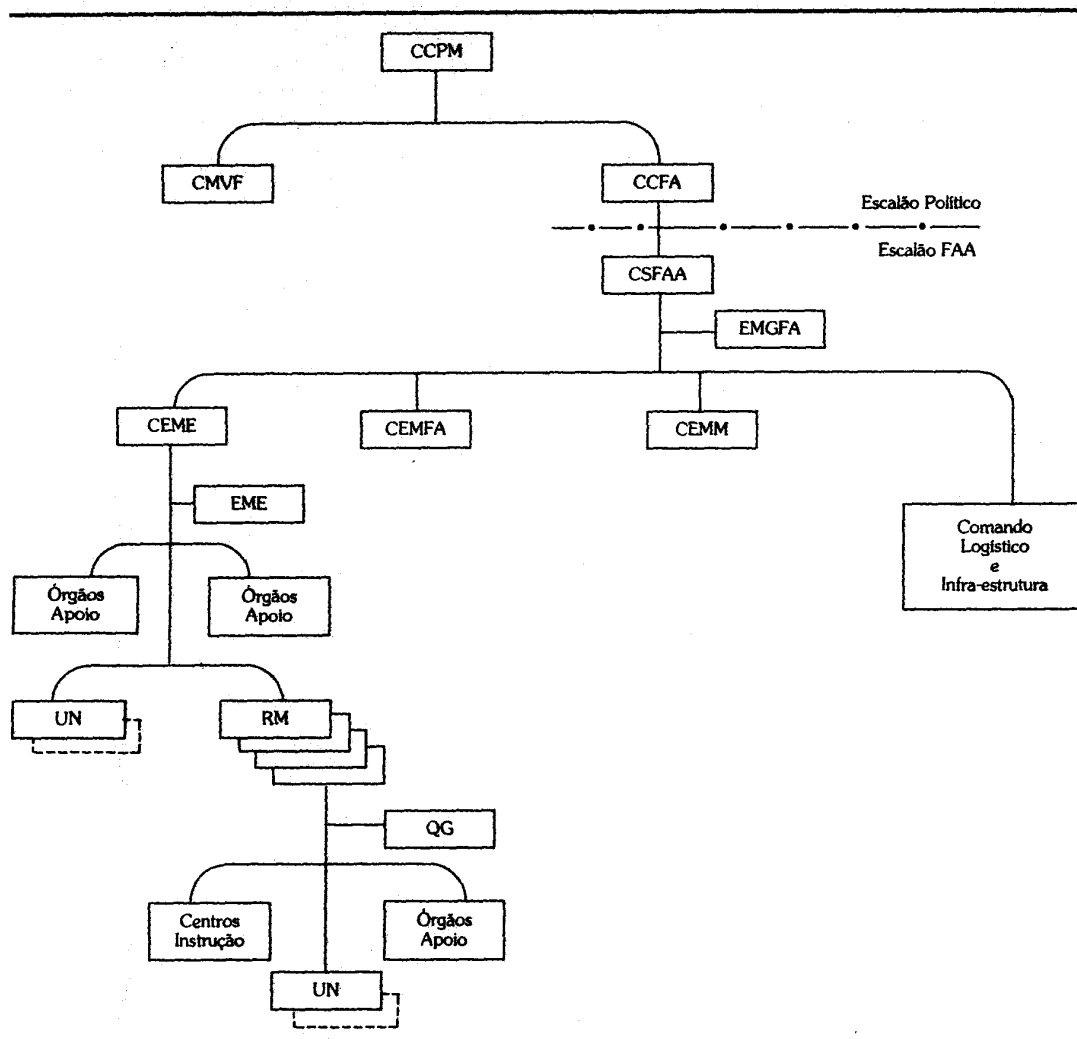 CCPM
CMVF
CCFA
Escalão Político
Escalão FAA
CSFAA
EMGFA
CEME
CEMFA
CEMM
EME
Comando
Logístico
e
Infra-estrutura
Órgãos
Apoio
Órgãos
Apoio
UN
RM
QG
Centros
Instrução
Órgãos
Apoio
UN